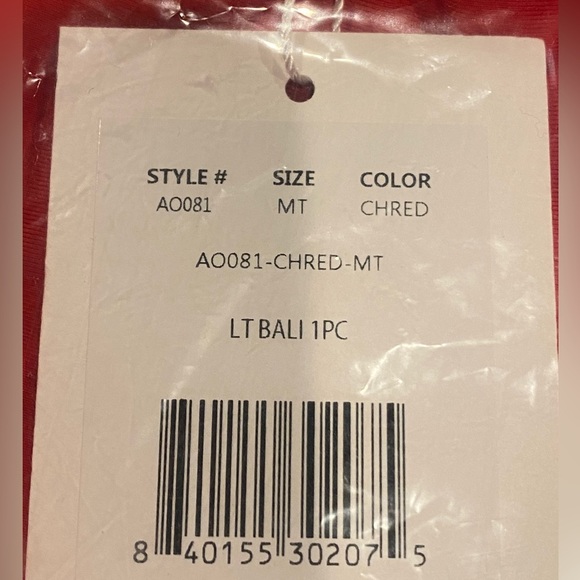 STYLE # SIZE COLOR
AO081 MT CHRED
AO081-CHRED-MT
LT BALI 1PC
8 40155 30207 5